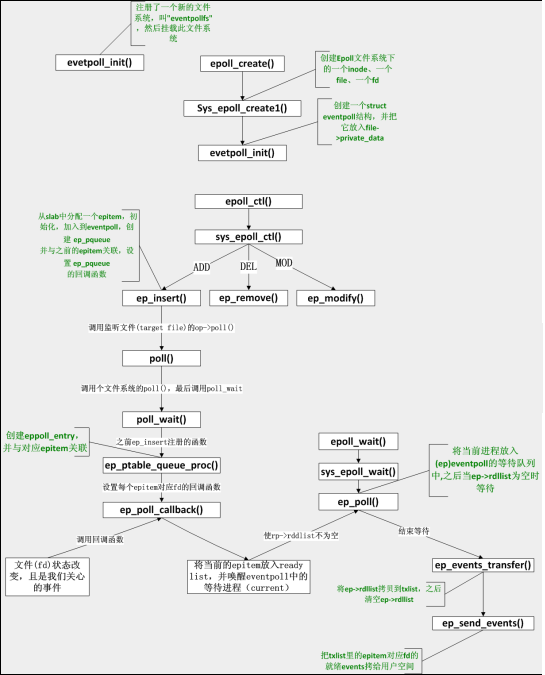 注册了一个新的文件
系统，叫"eventpollfs"
，然后挂载此文件系
统
evetpoll_init()
epoll_create()
创建Epoll文件系统下
的一个inode、一个
file、一个fd
Sys_epoll_create1()
创建一个struct
eventpoll结构，并把
它放入file-
>private_data
evetpoll_init()
epoll_ctl()
从slab中分配一个epitem，初
始化，加入到eventpoll，创
建 ep_pqueue
并与之前的epitem关联，设
置 ep_pqueue
的回调函数
sys_epoll_ctl()
ADD
DEL
MOD
ep_insert()
ep_remove()
ep_modify()
调用监听文件(target file)的op->poll()
poll()
调用个文件系统的poll()，最后调用poll_wait
poll_wait()
创建eppoll_entry，
并与对应epitem关联
之前ep_insert注册的函数
ep_ptable_queue_proc()
设置每个epitem对应fd的回调函数
ep_poll_callback()
调用回调函数
文件(fd)状态改
变，且是我们关心
的事件
将当前的epitem放入ready
list，并唤醒eventpoll中的
等待进程（current）
使rp->rddlist不为空
epoll_wait()
sys_epoll_wait()
将当前进程放入
(ep)eventpoll的等待队列
中,之后当ep->rdllist为空时
等待
ep_poll()
结束等待
ep_events_transfer()
将ep->rdllist拷贝到txlist，之后
清空ep->rdllist
ep_send_events()
把txlist里的epitem对应fd的
就绪events拷给用户空间